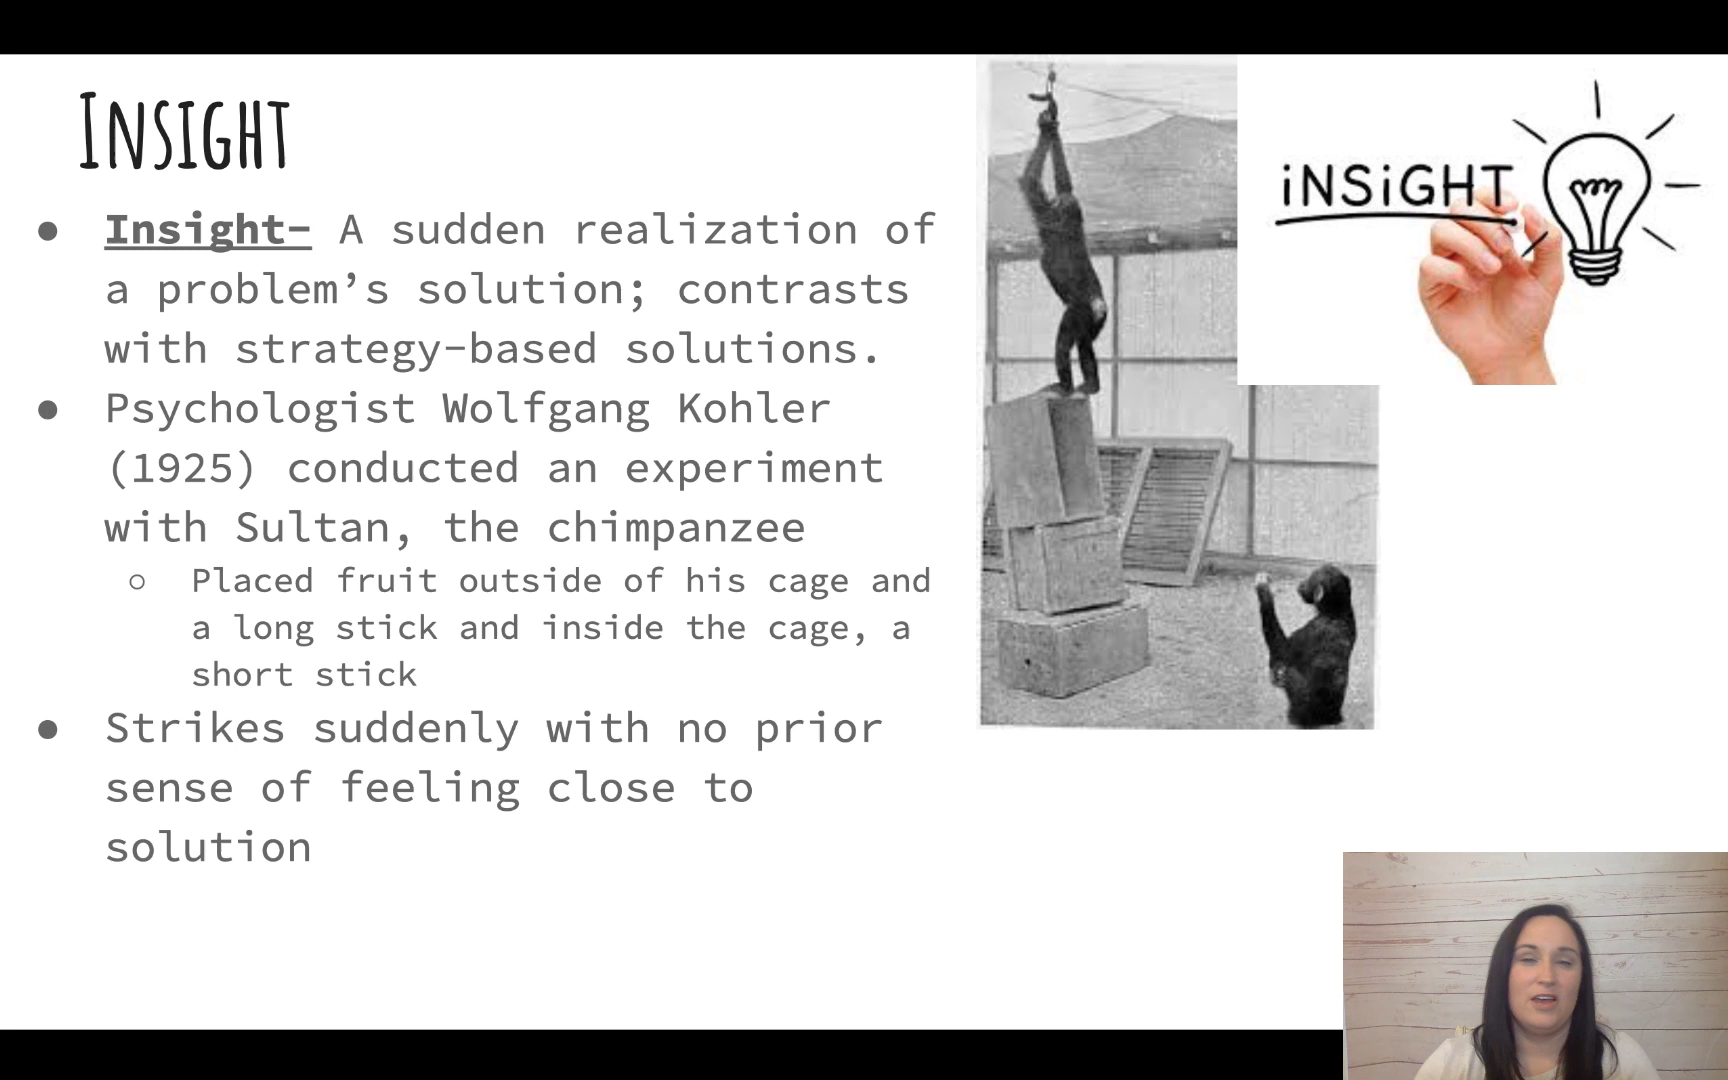 Insight
● Insight- A sudden realization of
a problem’s solution; contrasts
with strategy-based solutions.
● Psychologist Wolfgang Kohler
(1925) conducted an experiment
with Sultan, the chimpanzee
○ Placed fruit outside of his cage and
a long stick and inside the cage, a
short stick
● Strikes suddenly with no prior
sense of feeling close to
solution
iNSiGHT